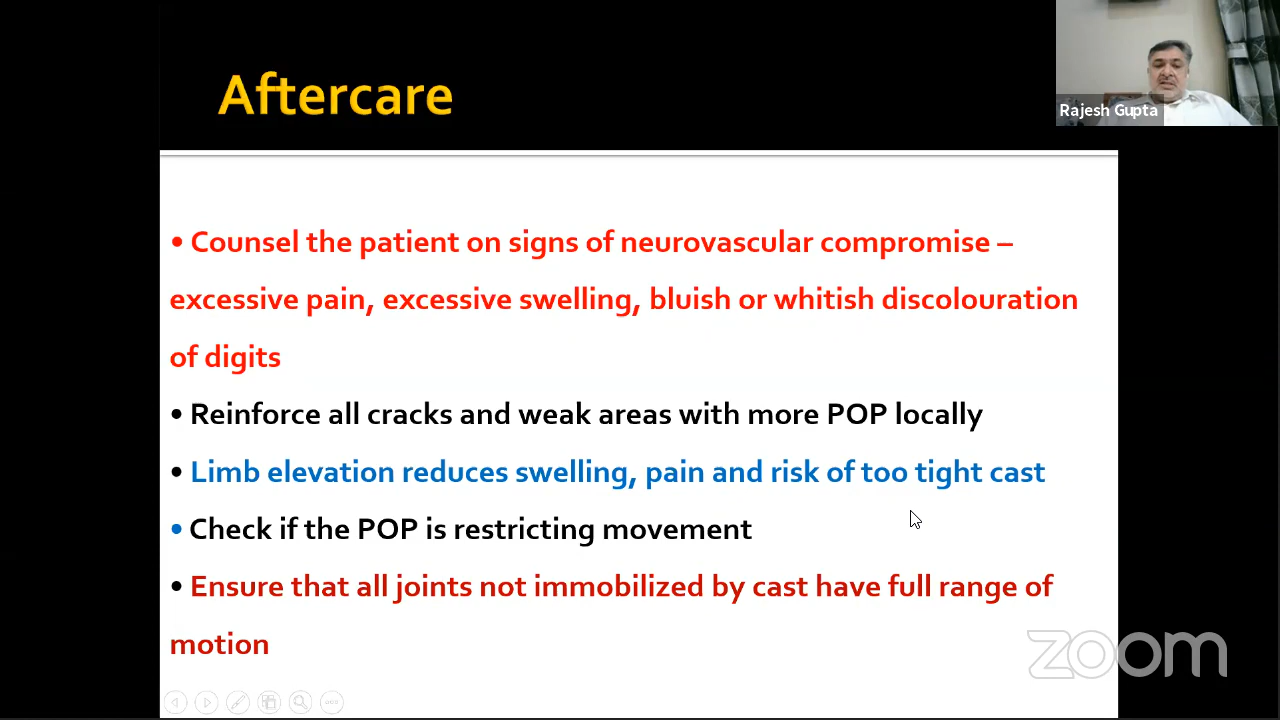 Aftercare
Rajesh Gupta
• Counsel the patient on signs of neurovascular compromise –
excessive pain, excessive swelling, bluish or whitish discolouration
of digits
• Reinforce all cracks and weak areas with more POP locally
• Limb elevation reduces swelling, pain and risk of too tight cast
• Check if the POP is restricting movement
• Ensure that all joints not immobilized by cast have full range of
motion
zoom